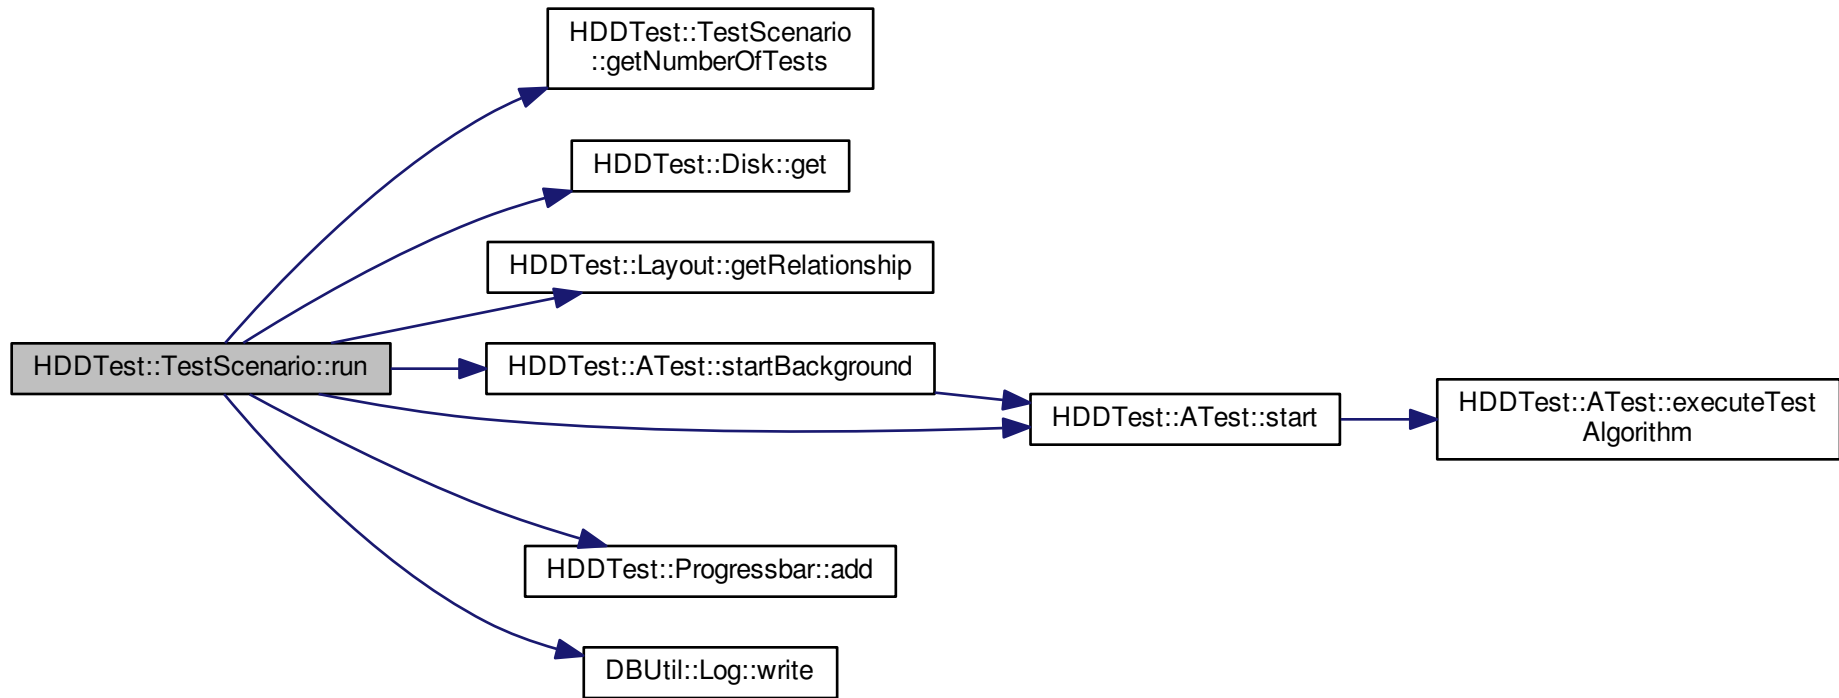 HDDTest::TestScenario
::getNumberOfTests
HDDTest::Disk::get
HDDTest::Layout::getRelationship
HDDTest::TestScenario::run
HDDTest::ATest::startBackground
HDDTest::ATest::start
HDDTest::ATest::executeTest
Algorithm
HDDTest::Progressbar::add
DBUtil::Log::write